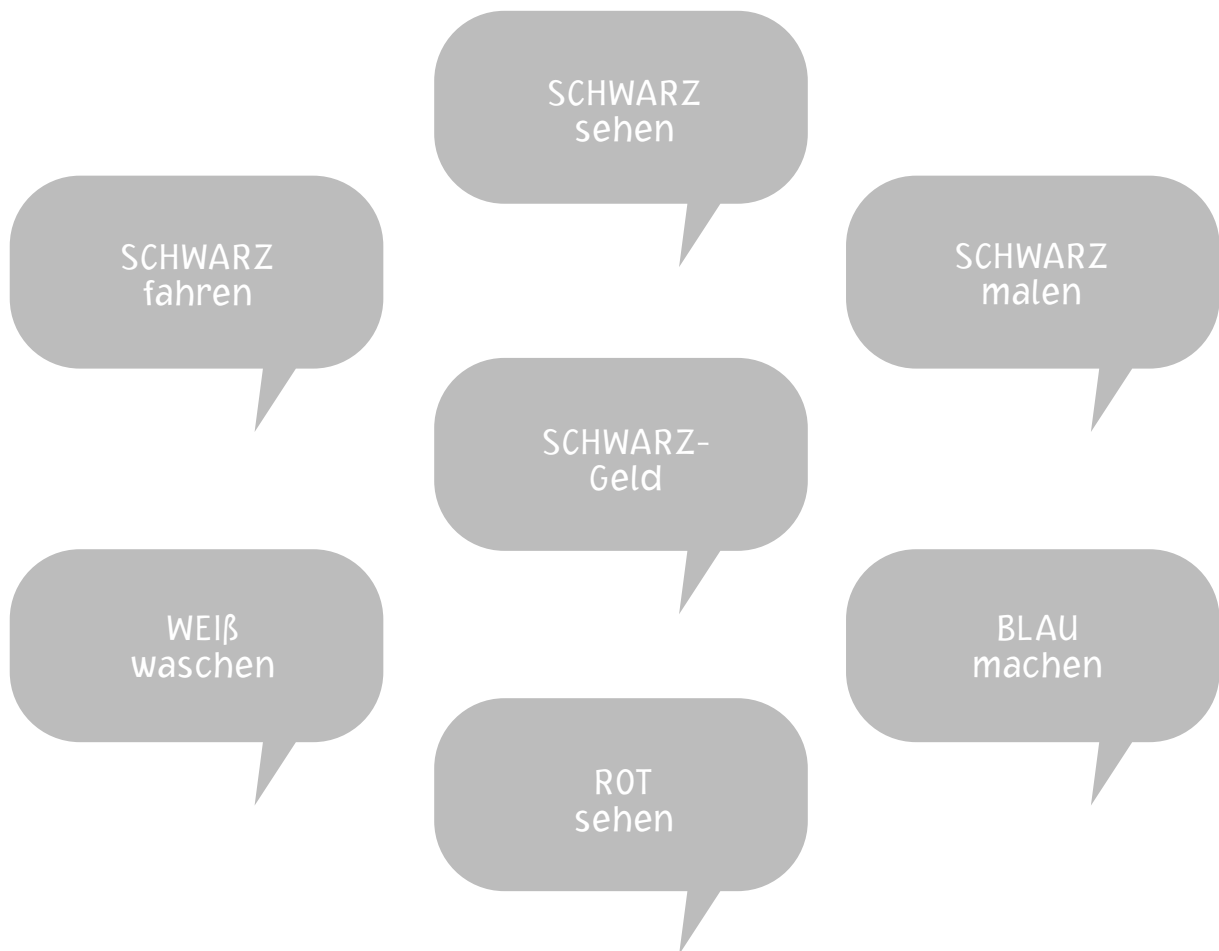 SCHWARZ
sehen
SCHWARZ
fahren
SCHWARZ
malen
SCHWARZ-
Geld
WEIß
waschen
BLAU
machen
ROT
sehen